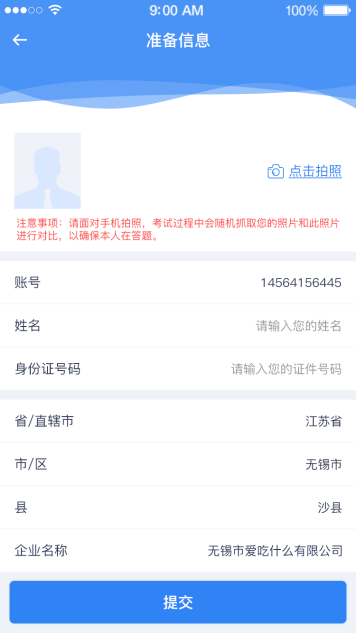 9:00 AM
100%
准备信息
点击拍照
注意事项：请面对手机拍照，考试过程中会随机抓取您的照片和此照片
进行对比，以确保本人在答题。
账号 14564156445
姓名 请输入您的姓名
身份证号码 请输入您的证件号码
省/直辖市 江苏省
市/区 无锡市
县 沙县
企业名称 无锡市爱吃什么有限公司
提交